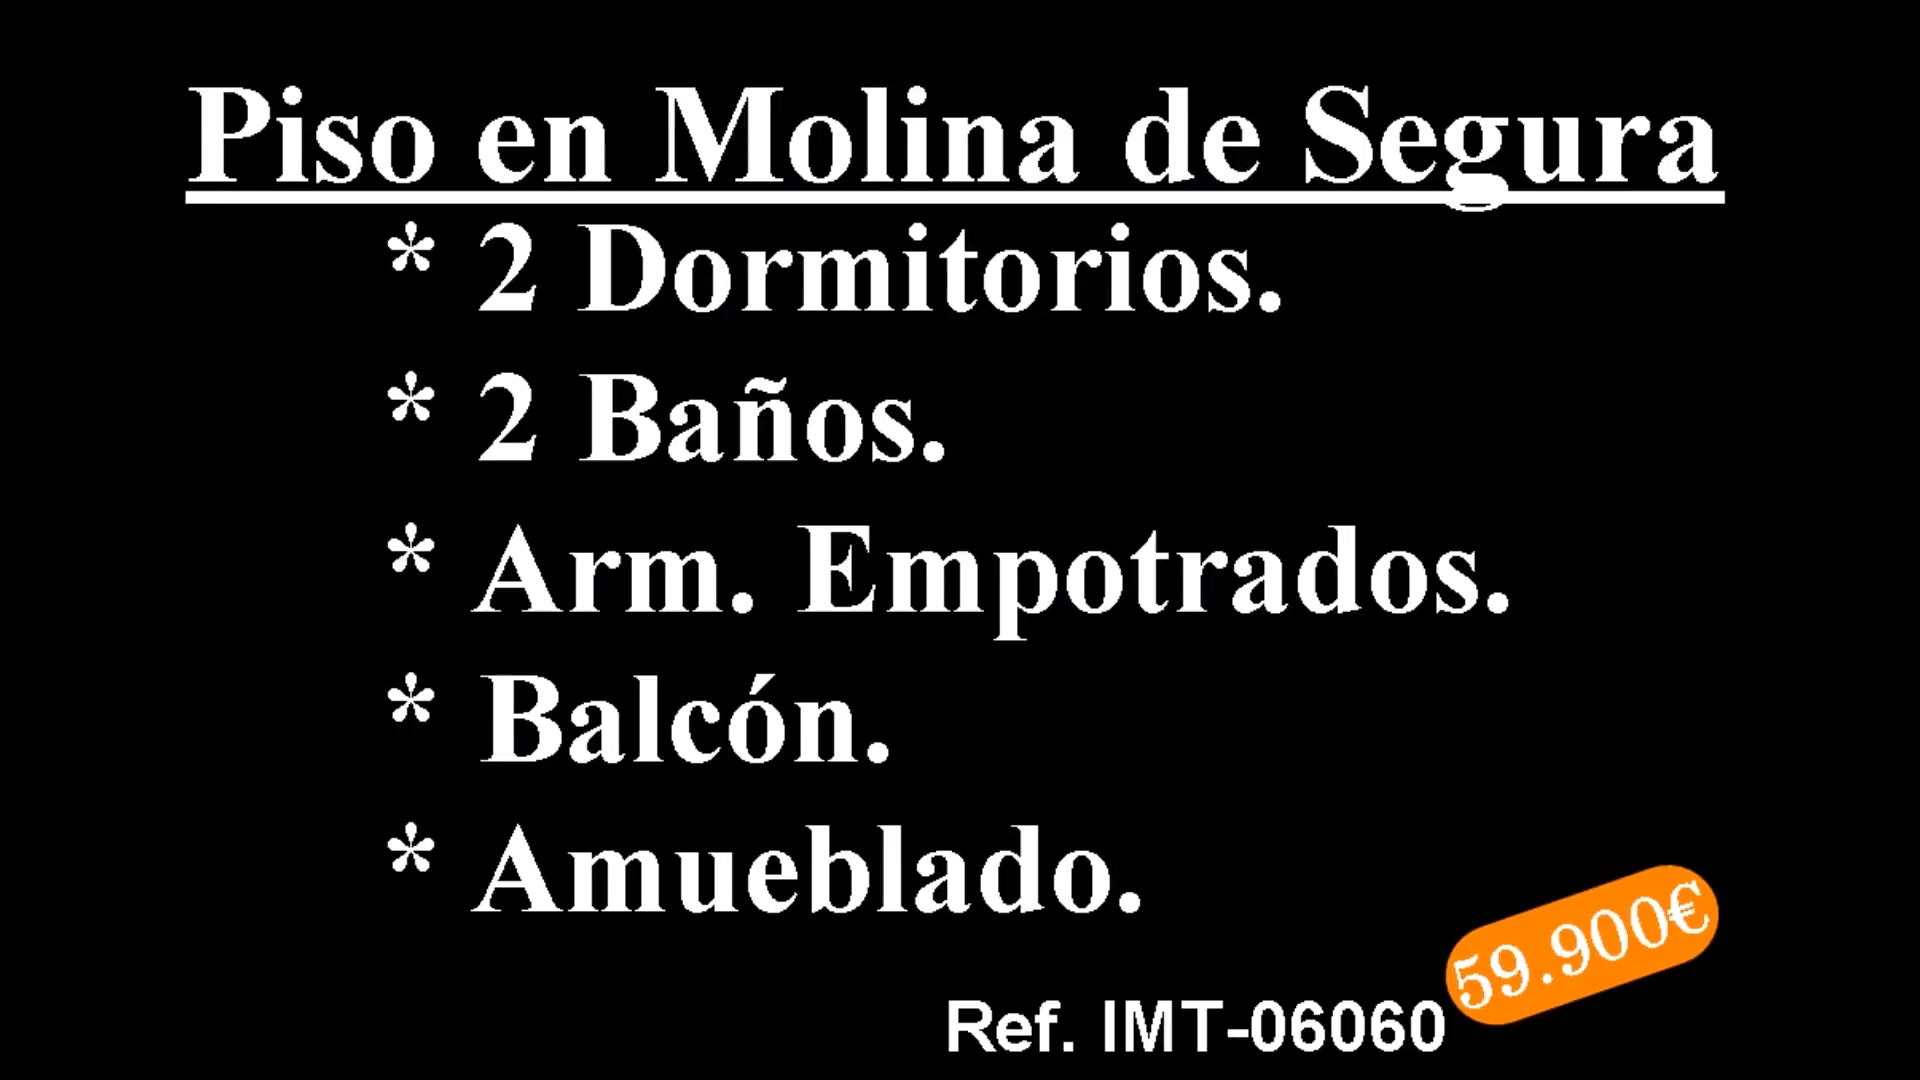 Piso en Molina de Segura
* 2 Dormitorios.
* 2 Baños.
* Arm. Empotrados.
* Balcón.
* Amueblado.
59.900€
Ref. IMT-06060